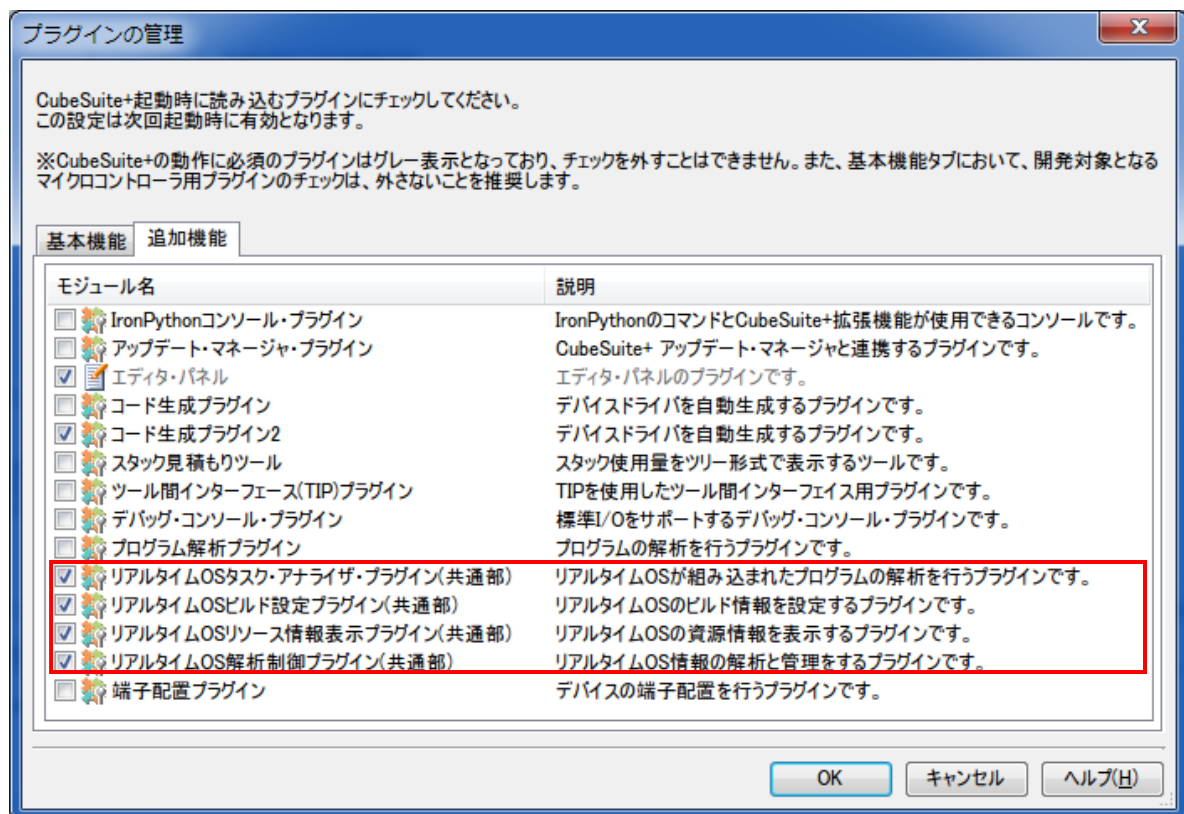 プラグインの管理
CubeSuite+起動時に読み込むプラグインにチェックしてください。
この設定は次回起動時に有効となります。
※CubeSuite+の動作に必須のプラグインはグレー表示となっており、チェックを外すことはできません。また、基本機能タブにおいて、開発対象となる
マイクロコントローラ用プラグインのチェックは、外さないことを推奨します。
基本機能 追加機能
モジュール名 説明
IronPythonコンソール・プラグイン IronPythonのコマンドとCubeSuite+拡張機能が使用できるコンソールです。
アップデート・マネージャ・プラグイン CubeSuite+ アップデート・マネージャと連携するプラグインです。
エディタ・パネル エディタ・パネルのプラグインです。
コード生成プラグイン デバイスドライバを自動生成するプラグインです。
コード生成プラグイン2 デバイスドライバを自動生成するプラグインです。
スタック見積もりツール スタック使用量をツリー形式で表示するツールです。
ツール間インターフェース(TIP)プラグイン TIPを使用したツール間インターフェイス用プラグインです。
デバッグ・コンソール・プラグイン 標準I/Oをサポートするデバッグ・コンソール・プラグインです。
プログラム解析プラグイン プログラムの解析を行うプラグインです。
リアルタイムOSタスク・アナライザ・プラグイン(共通部) リアルタイムOSが組み込まれたプログラムの解析を行うプラグインです。
リアルタイムOSビルド設定プラグイン(共通部) リアルタイムOSのビルド情報を設定するプラグインです。
リアルタイムOSリソース情報表示プラグイン(共通部) リアルタイムOSの資源情報を表示するプラグインです。
リアルタイムOS解析制御プラグイン(共通部) リアルタイムOS情報の解析と管理をするプラグインです。
端子配置プラグイン デバイスの端子配置を行うプラグインです。
OK キャンセル ヘルプ(H)